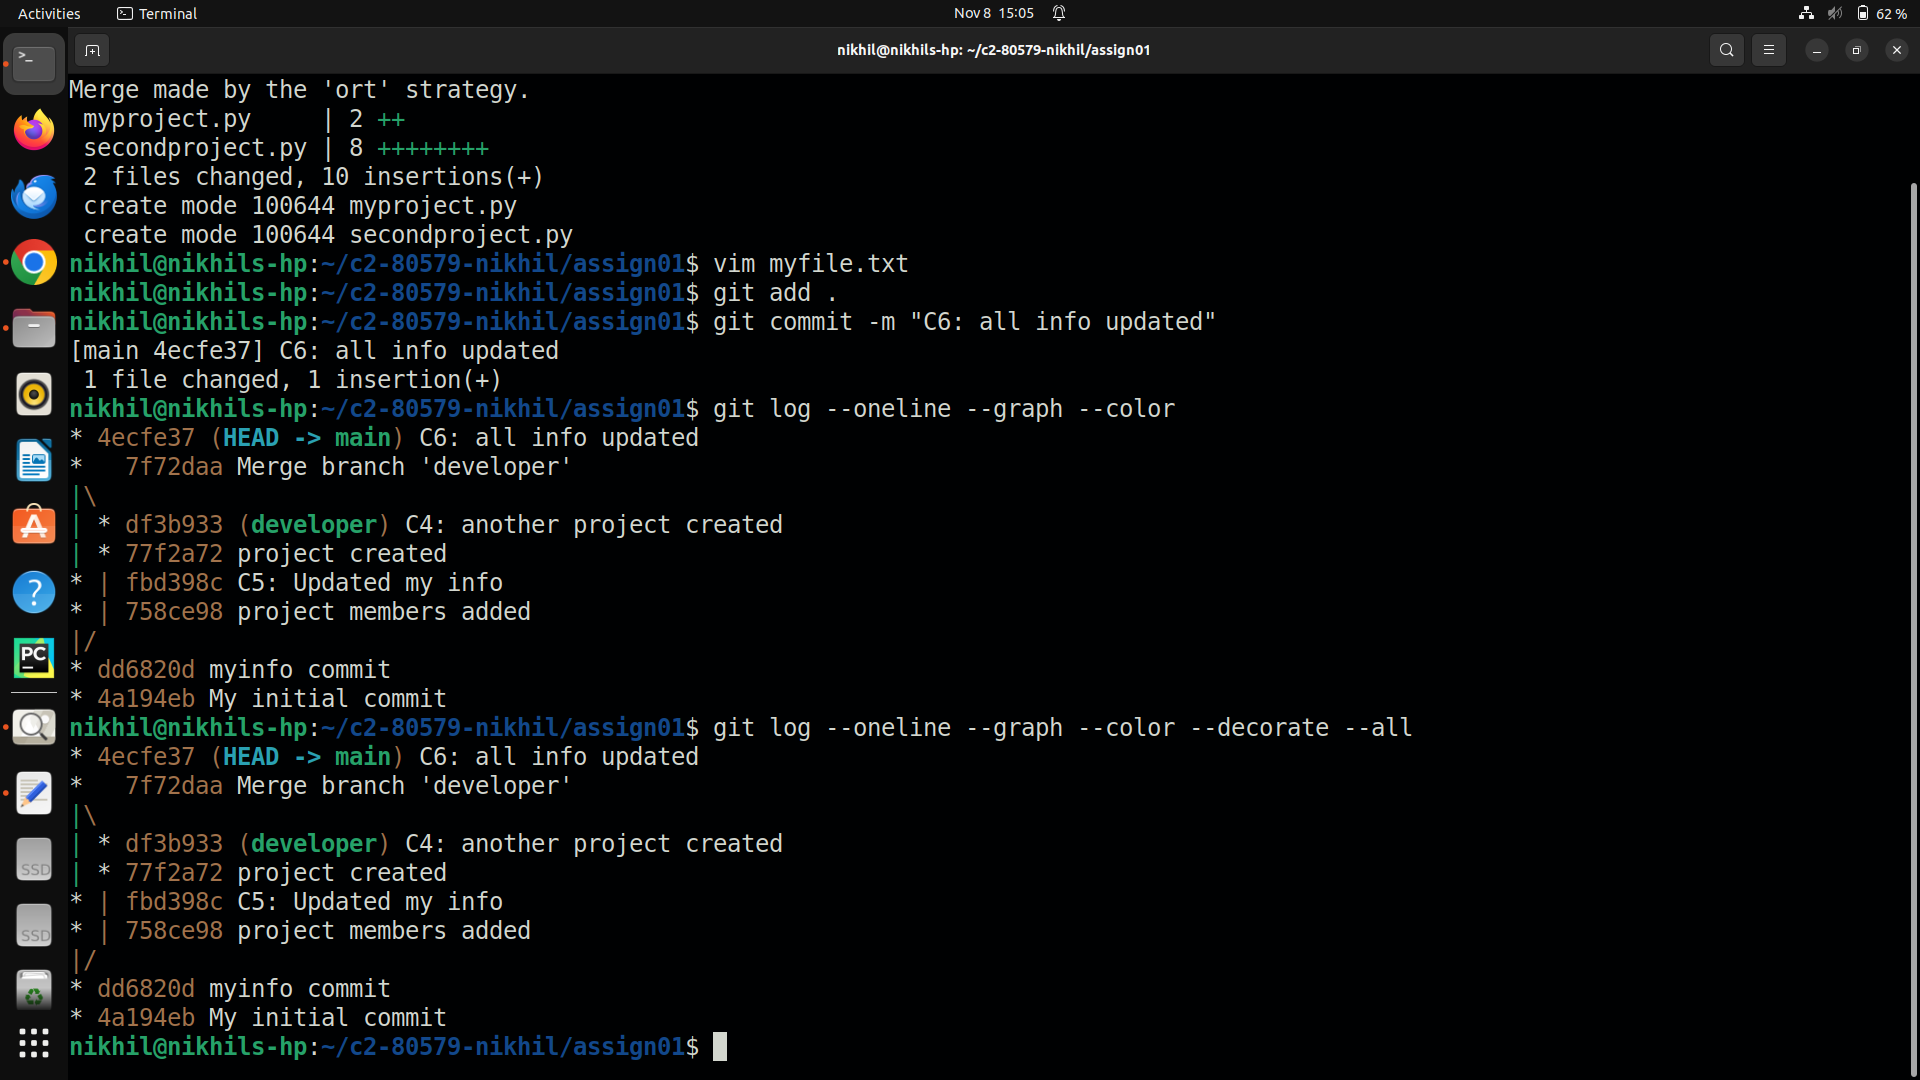 Activities
Terminal
Nov 8 15:05
62 %
nikhil@nikhils-hp: ~/c2-80579-nikhil/assign01
Merge made by the 'ort' strategy.
 myproject.py     | 2 ++
 secondproject.py | 8 ++++++++
 2 files changed, 10 insertions(+)
 create mode 100644 myproject.py
 create mode 100644 secondproject.py
nikhil@nikhils-hp:~/c2-80579-nikhil/assign01$ vim myfile.txt
nikhil@nikhils-hp:~/c2-80579-nikhil/assign01$ git add .
nikhil@nikhils-hp:~/c2-80579-nikhil/assign01$ git commit -m "C6: all info updated"
[main 4ecfe37] C6: all info updated
 1 file changed, 1 insertion(+)
nikhil@nikhils-hp:~/c2-80579-nikhil/assign01$ git log --oneline --graph --color
* 4ecfe37 (HEAD -> main) C6: all info updated
*   7f72daa Merge branch 'developer'
|\
| * df3b933 (developer) C4: another project created
| * 77f2a72 project created
* | fbd398c C5: Updated my info
* | 758ce98 project members added
|/
* dd6820d myinfo commit
* 4a194eb My initial commit
nikhil@nikhils-hp:~/c2-80579-nikhil/assign01$ git log --oneline --graph --color --decorate --all
* 4ecfe37 (HEAD -> main) C6: all info updated
*   7f72daa Merge branch 'developer'
|\
| * df3b933 (developer) C4: another project created
| * 77f2a72 project created
* | fbd398c C5: Updated my info
* | 758ce98 project members added
|/
* dd6820d myinfo commit
* 4a194eb My initial commit
nikhil@nikhils-hp:~/c2-80579-nikhil/assign01$
PC
SSD
SSD